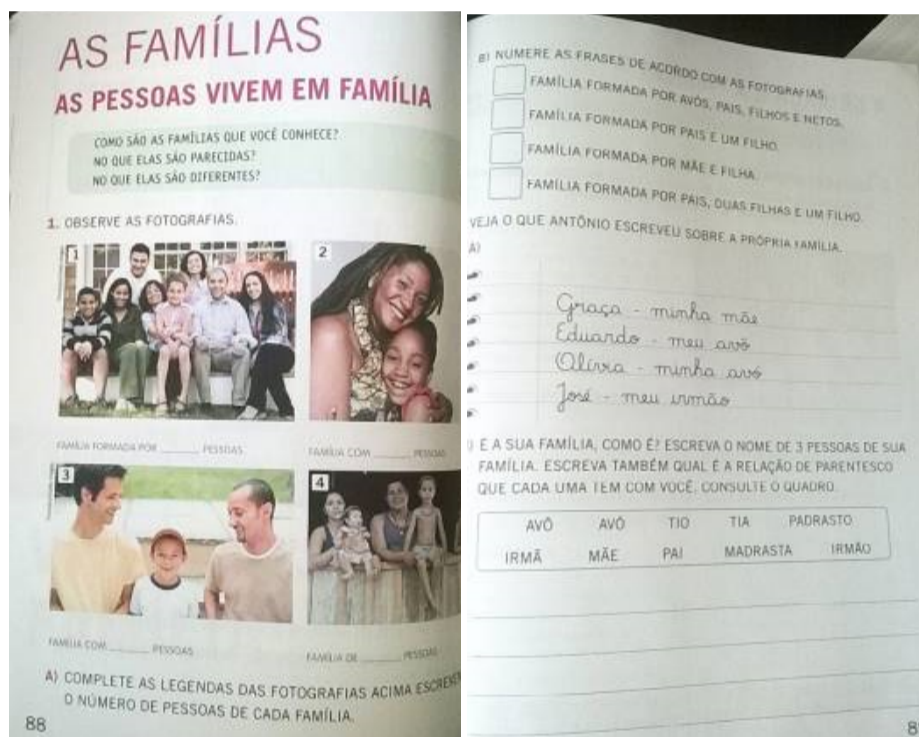 AS FAMÍLIAS
AS PESSOAS VIVEM EM FAMÍLIA
COMO SÃO AS FAMÍLIAS QUE VOCÊ CONHECE?
NO QUE ELAS SÃO PARECIDAS?
NO QUE ELAS SÃO DIFERENTES?
1. OBSERVE AS FOTOGRAFIAS.
1
2
FAMÍLIA FORMADA POR ______ PESSOAS
FAMÍLIA COM ______ PESSOAS
3
4
FAMÍLIA COM ______ PESSOAS
FAMÍLIA DE ______ PESSOAS
A) COMPLETE AS LEGENDAS DAS FOTOGRAFIAS ACIMA
O NÚMERO DE PESSOAS DE CADA FAMÍLIA.
88
B) NUMERE AS FRASES DE ACORDO COM AS FOTOGRAFIAS.
FAMÍLIA FORMADA POR AVÓS, PAIS, FILHOS E NETOS.
FAMÍLIA FORMADA POR PAIS E UM FILHO.
FAMÍLIA FORMADA POR MÃE E FILHA.
FAMÍLIA FORMADA POR PAIS, DUAS FILHAS E UM FILHO.
VEJA O QUE ANTÔNIO ESCREVEU SOBRE A PRÓPRIA FAMÍLIA.
A)
Graça - minha mãe
Eduardo - meu avô
Olívia - minha avó
José - meu irmão
E A SUA FAMÍLIA, COMO É? ESCREVA O NOME DE 3 PESSOAS DE SUA
FAMÍLIA. ESCREVA TAMBÉM QUAL É A RELAÇÃO DE PARENTESCO
QUE CADA UMA TEM COM VOCÊ. CONSULTE O QUADRO.
AVÔ AVÓ TIO TIA PADRASTO
IRMÃ MÃE PAI MADRASTA IRMÃO